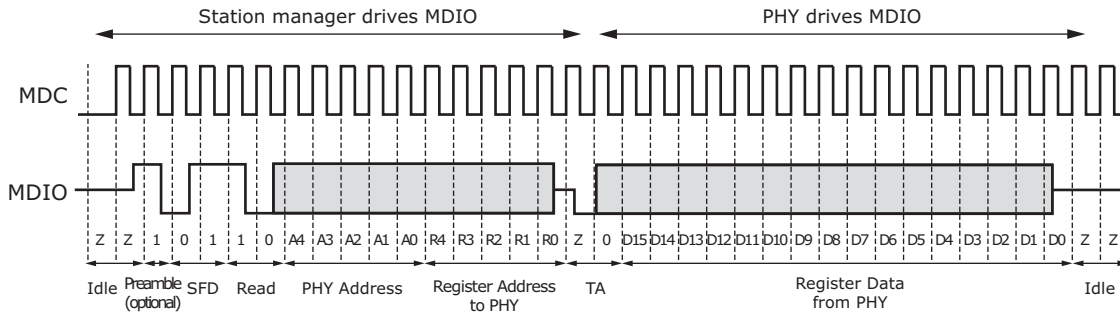 Station manager drives MDIO
PHY drives MDIO
MDC
MDIO
Z Z 1 0 1 1 0 A4 A3 A2 A1 A0 R4 R3 R2 R1 R0 Z 0 D15 D14 D13 D12 D11 D10 D9 D8 D7 D6 D5 D4 D3 D2 D1 D0 Z Z
Idle
Preamble
(optional)
SFD
Read
PHY Address
Register Address
to PHY
TA
Register Data
from PHY
Idle